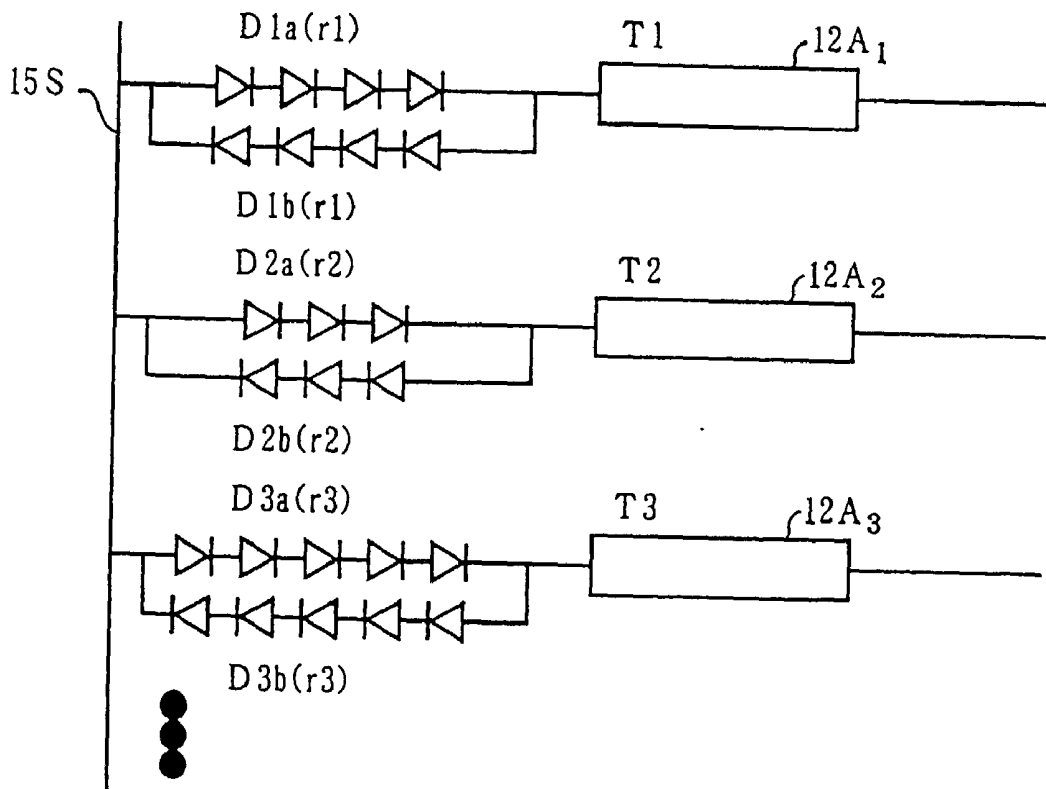 D1a(r1)
T1
12A₁
15S
D1b(r1)
D2a(r2)
T2
12A₂
D2b(r2)
D3a(r3)
T3
12A₃
D3b(r3)